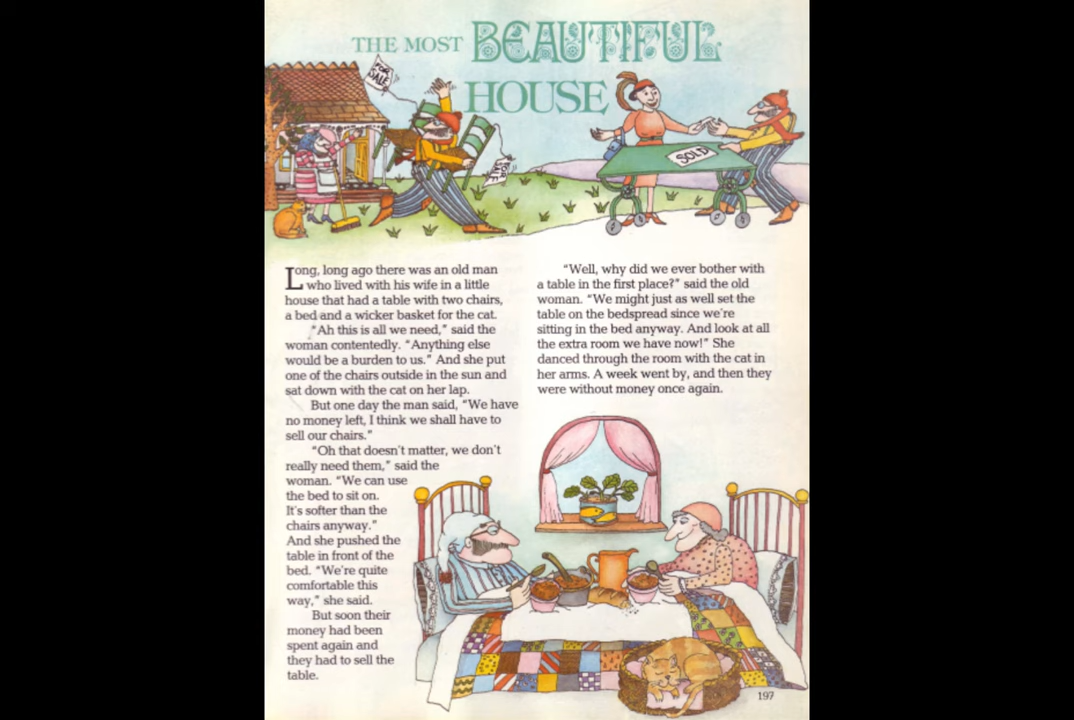 THE MOST BEAUTIFUL
HOUSE
FOR
SALE
FOR
SALE
SOLD
Long, long ago there was an old man
who lived with his wife in a little
house that had a table with two chairs,
a bed and a wicker basket for the cat.
"Ah this is all we need," said the
woman contentedly. "Anything else
would be a burden to us." And she put
one of the chairs outside in the sun and
sat down with the cat on her lap.
But one day the man said, "We have
no money left, I think we shall have to
sell our chairs."
"Oh that doesn't matter, we don't
really need them," said the
woman. "We can use
the bed to sit on.
It's softer than the
chairs anyway."
And she pushed the
table in front of the
bed. "We're quite
comfortable this
way," she said.
But soon their
money had been
spent again and
they had to sell the
table.
"Well, why did we ever bother with
a table in the first place?" said the old
woman. "We might just as well set the
table on the bedspread since we're
sitting in the bed anyway. And look at all
the extra room we have now!" She
danced through the room with the cat in
her arms. A week went by, and then they
were without money once again.
197